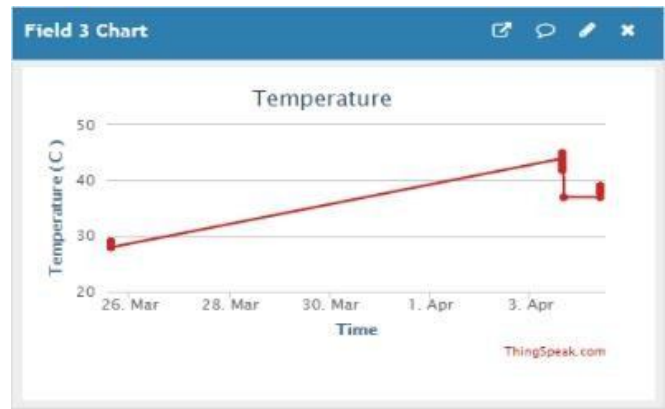 Field 3 Chart
Temperature
50
40
30
20
Temperature (C)
26. Mar 28. Mar 30. Mar 1. Apr 3. Apr
Time
ThingSpeak.com